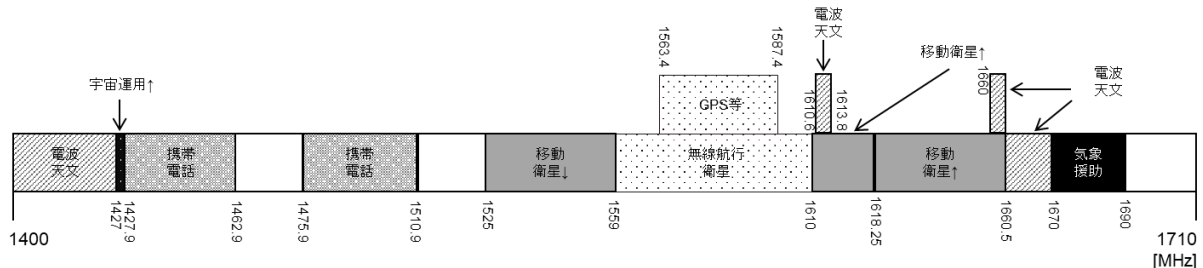 電波
天文
移動衛星↑
電波
天文
宇宙運用↑
1563.4
1587.4
GPS等
1610.6
1613.8
1660
電波
天文
携帯
電話
携帯
電話
移動
衛星↓
無線航行
衛星
移動
衛星↑
気象
援助
1400
1427
1427.9
1462.9
1475.9
1510.9
1525
1559
1610
1618.25
1660.5
1670
1690
1710
[MHz]